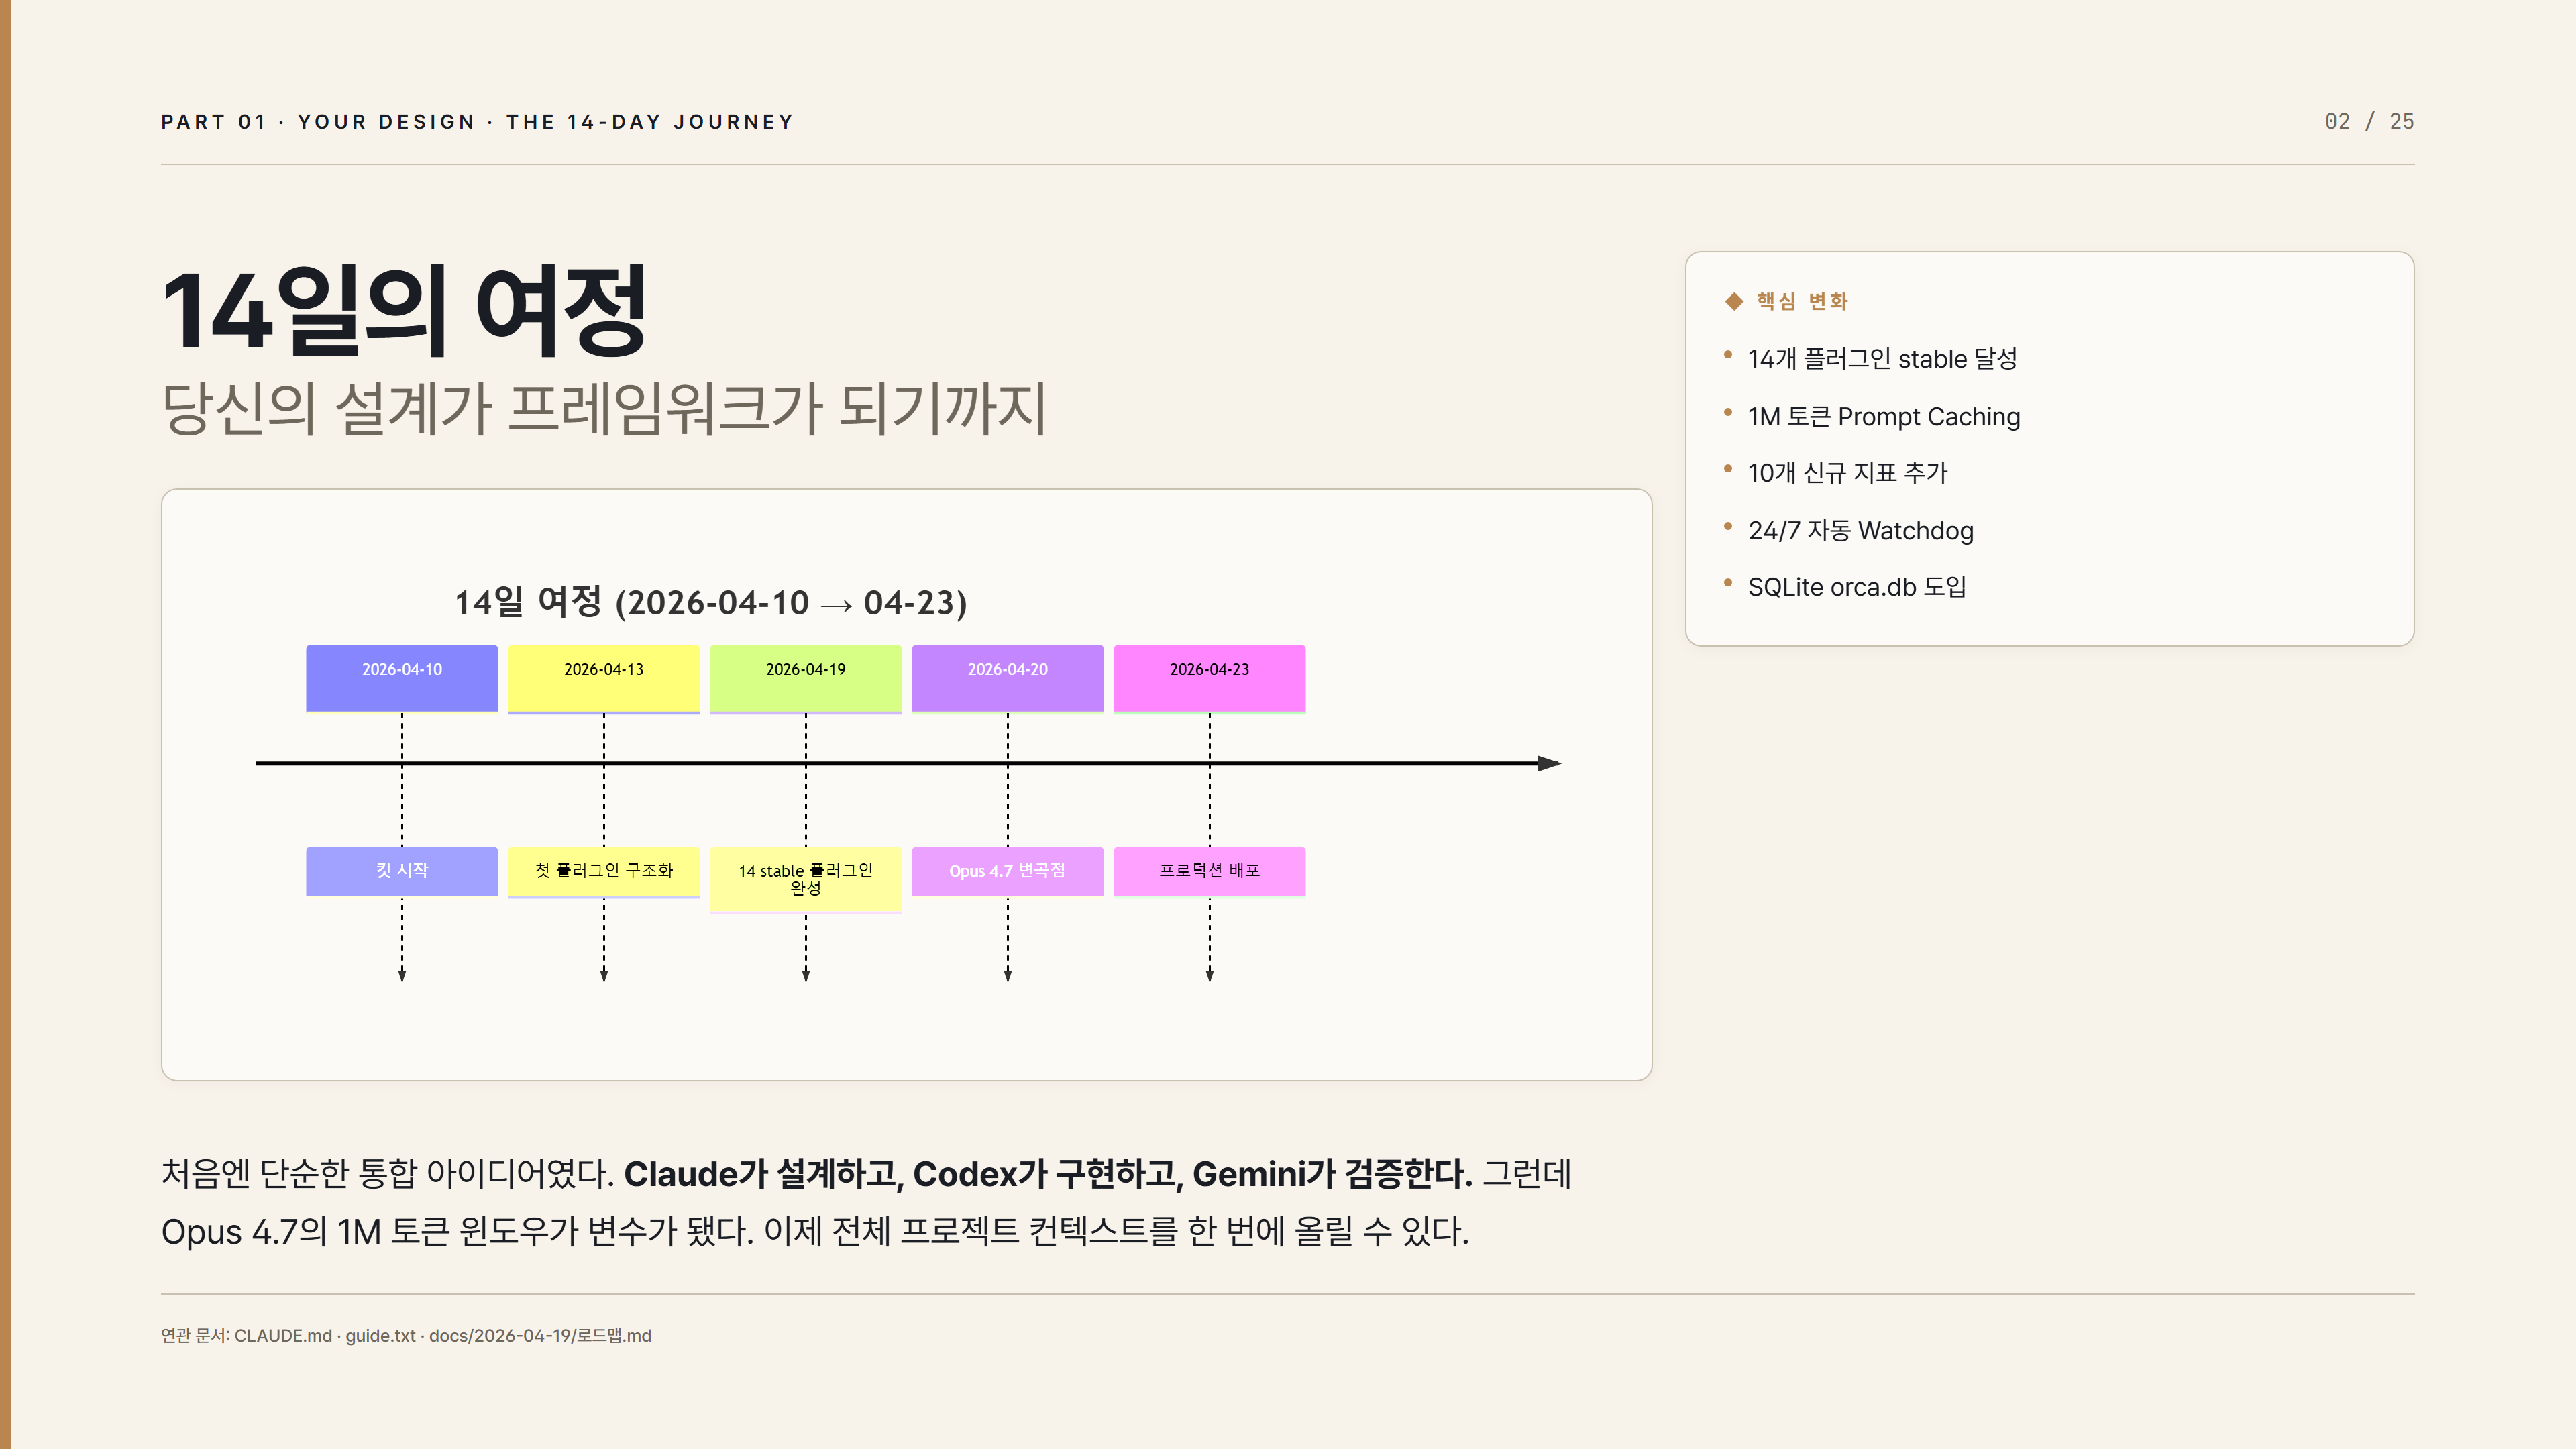 PART 01 · YOUR DESIGN · THE 14-DAY JOURNEY
02 / 25
14일의 여정
당신의 설계가 프레임워크가 되기까지
14일 여정 (2026-04-10 → 04-23)
2026-04-10
2026-04-13
2026-04-19
2026-04-20
2026-04-23
킷 시작
첫 플러그인 구조화
14 stable 플러그인
완성
Opus 4.7 변곡점
프로덕션 배포
◆ 핵심 변화
• 14개 플러그인 stable 달성
• 1M 토큰 Prompt Caching
• 10개 신규 지표 추가
• 24/7 자동 Watchdog
• SQLite orca.db 도입
처음엔 단순한 통합 아이디어였다. Claude가 설계하고, Codex가 구현하고, Gemini가 검증한다. 그런데
Opus 4.7의 1M 토큰 윈도우가 변수가 됐다. 이제 전체 프로젝트 컨텍스트를 한 번에 올릴 수 있다.
연관 문서: CLAUDE.md · guide.txt · docs/2026-04-19/로드맵.md